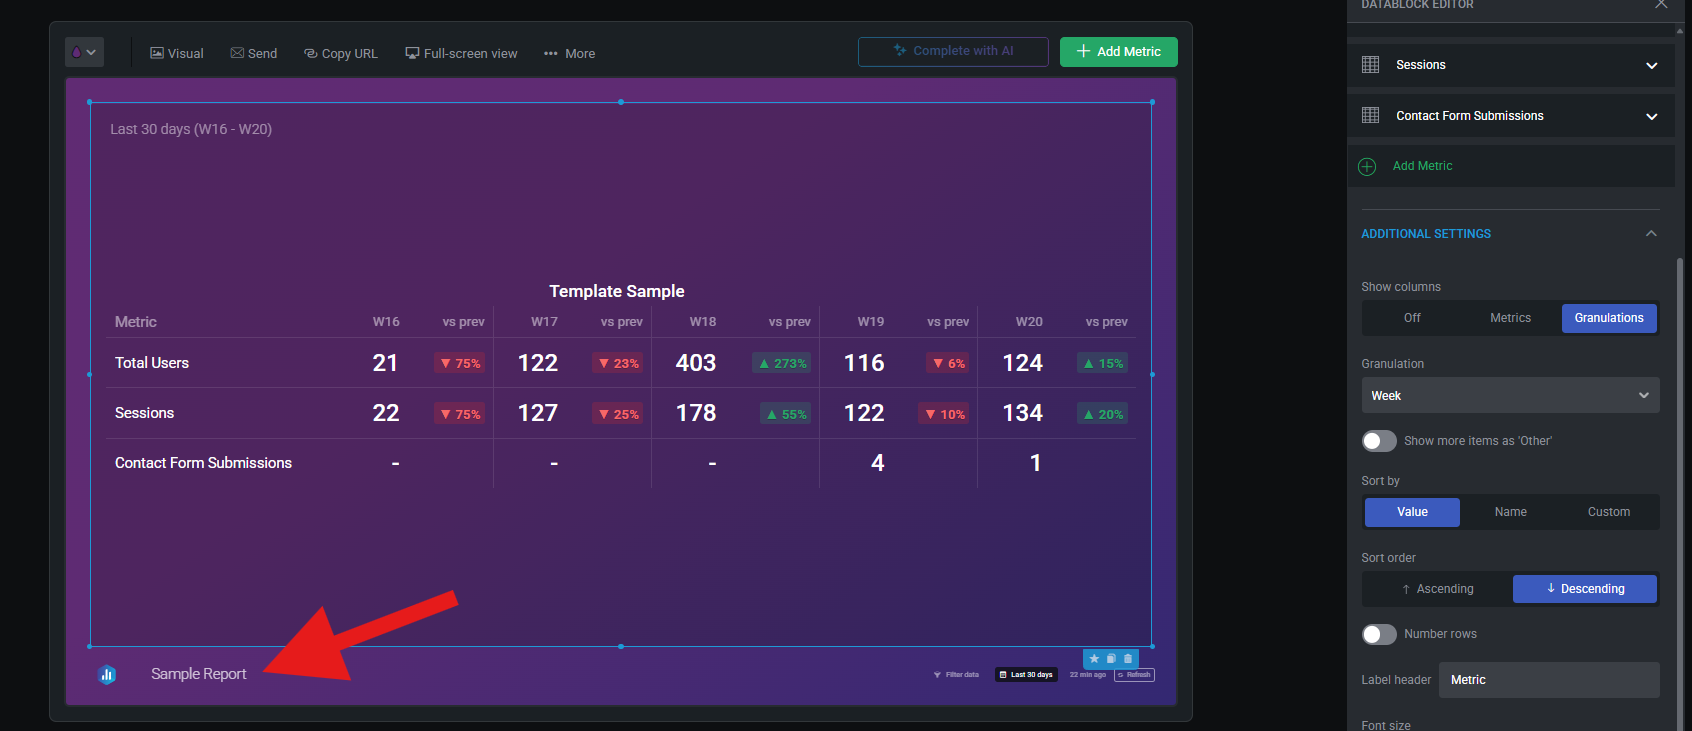 DATABLOCK EDITOR
Visual
Send
Copy URL
Full-screen view
More
Complete with AI
Add Metric
Last 30 days (W16 - W20)
Template Sample
Metric W16 vs prev W17 vs prev W18 vs prev W19 vs prev W20 vs prev
Total Users 21 ▼ 75% 122 ▼ 23% 403 ▲ 273% 116 ▼ 6% 124 ▲ 15%
Sessions 22 ▼ 75% 127 ▼ 25% 178 ▲ 55% 122 ▼ 10% 134 ▲ 20%
Contact Form Submissions - - - 4 1
Sample Report
Filter data
Last 30 days
22 min ago
Refresh
Sessions
Contact Form Submissions
Add Metric
ADDITIONAL SETTINGS
Show columns
Off Metrics Granulations
Granulation
Week
Show more items as 'Other'
Sort by
Value Name Custom
Sort order
↑ Ascending ↓ Descending
Number rows
Label header Metric
Font size